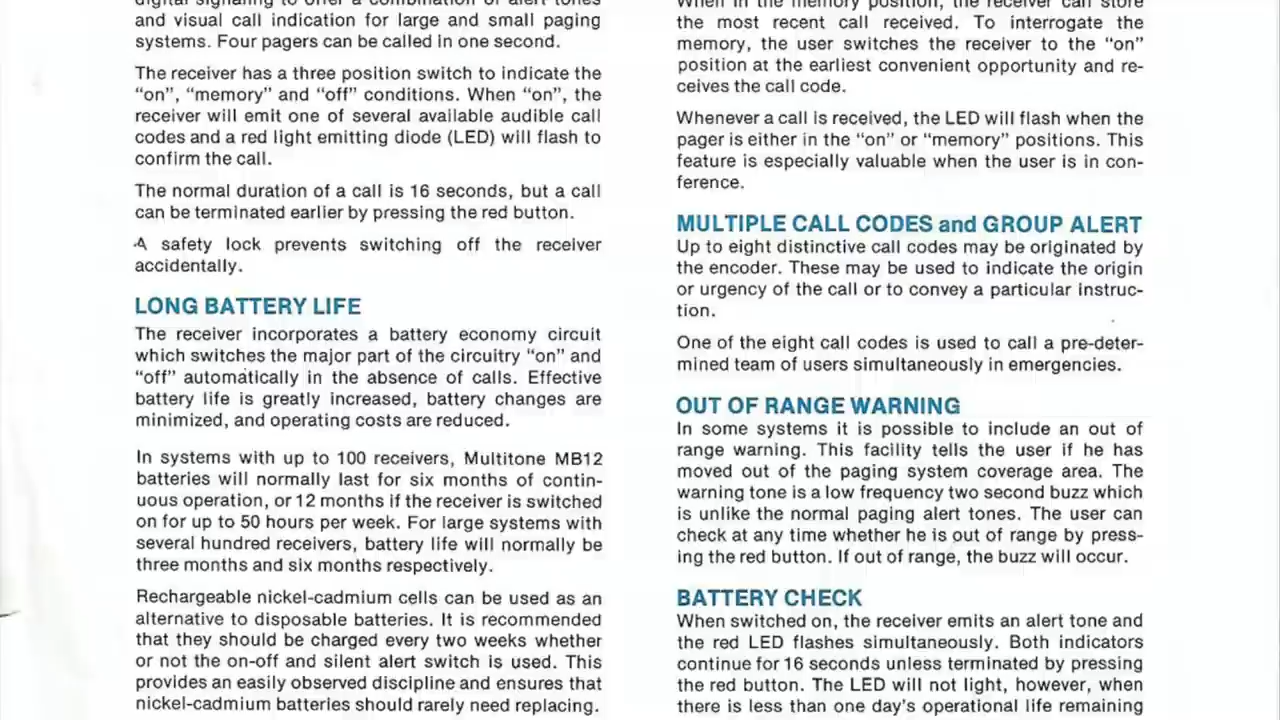 digital signaling to offer a combination of alert tones
and visual call indication for large and small paging
systems. Four pagers can be called in one second.
The receiver has a three position switch to indicate the
“on”, “memory” and “off” conditions. When “on”, the
receiver will emit one of several available audible call
codes and a red light emitting diode (LED) will flash to
confirm the call.
The normal duration of a call is 16 seconds, but a call
can be terminated earlier by pressing the red button.
A safety lock prevents switching off the receiver
accidentally.
LONG BATTERY LIFE
The receiver incorporates a battery economy circuit
which switches the major part of the circuitry “on” and
“off” automatically in the absence of calls. Effective
battery life is greatly increased, battery changes are
minimized, and operating costs are reduced.
In systems with up to 100 receivers, Multitone MB12
batteries will normally last for six months of contin-
uous operation, or 12 months if the receiver is switched
on for up to 50 hours per week. For large systems with
several hundred receivers, battery life will normally be
three months and six months respectively.
Rechargeable nickel-cadmium cells can be used as an
alternative to disposable batteries. It is recommended
that they should be charged every two weeks whether
or not the on-off and silent alert switch is used. This
provides an easily observed discipline and ensures that
nickel-cadmium batteries should rarely need replacing.
When in the memory position, the receiver can store
the most recent call received. To interrogate the
memory, the user switches the receiver to the “on”
position at the earliest convenient opportunity and re-
ceives the call code.
Whenever a call is received, the LED will flash when the
pager is either in the “on” or “memory” positions. This
feature is especially valuable when the user is in con-
ference.
MULTIPLE CALL CODES and GROUP ALERT
Up to eight distinctive call codes may be originated by
the encoder. These may be used to indicate the origin
or urgency of the call or to convey a particular instruc-
tion.
One of the eight call codes is used to call a pre-deter-
mined team of users simultaneously in emergencies.
OUT OF RANGE WARNING
In some systems it is possible to include an out of
range warning. This facility tells the user if he has
moved out of the paging system coverage area. The
warning tone is a low frequency two second buzz which
is unlike the normal paging alert tones. The user can
check at any time whether he is out of range by press-
ing the red button. If out of range, the buzz will occur.
BATTERY CHECK
When switched on, the receiver emits an alert tone and
the red LED flashes simultaneously. Both indicators
continue for 16 seconds unless terminated by pressing
the red button. The LED will not light, however, when
there is less than one day’s operational life remaining